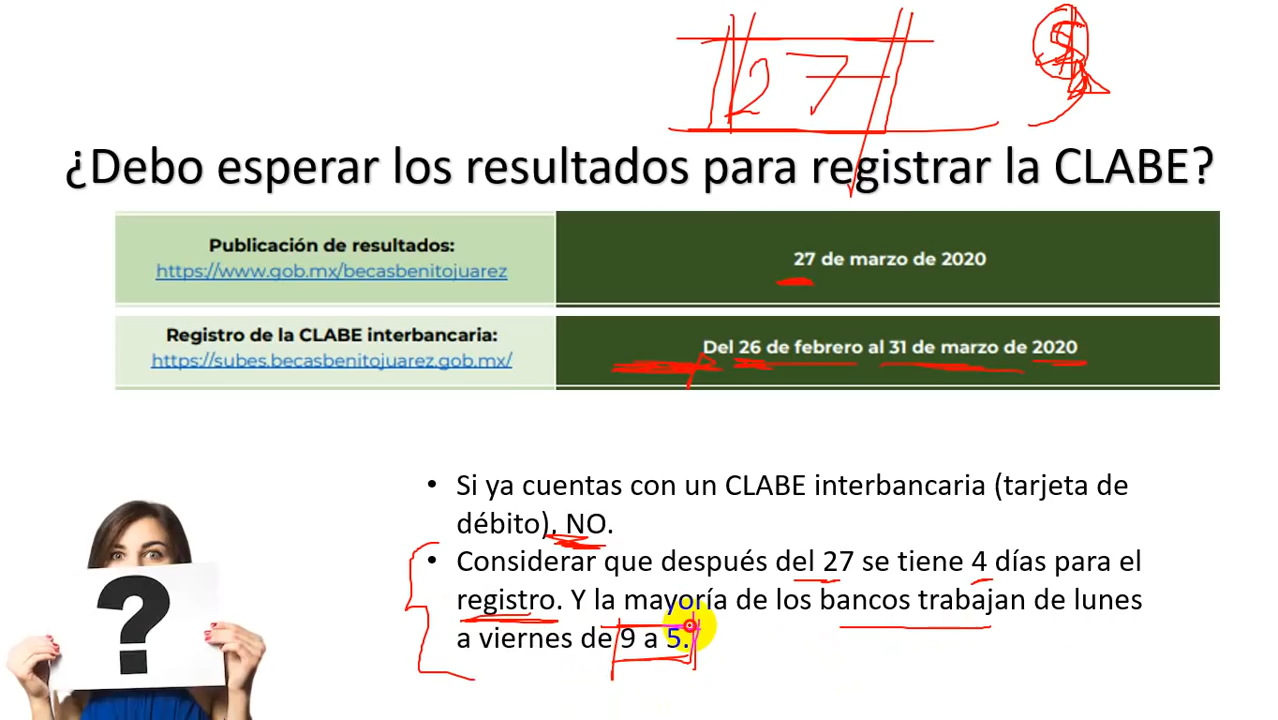 27
¿Debo esperar los resultados para registrar la CLABE?
Publicación de resultados:
https://www.gob.mx/becasbenitojuarez
27 de marzo de 2020
Registro de la CLABE interbancaria:
https://subes.becasbenitojuarez.gob.mx/
Del 26 de febrero al 31 de marzo de 2020
• Si ya cuentas con un CLABE interbancaria (tarjeta de
débito), NO.
• Considerar que después del 27 se tiene 4 días para el
registro. Y la mayoría de los bancos trabajan de lunes
a viernes de 9 a 5.
?